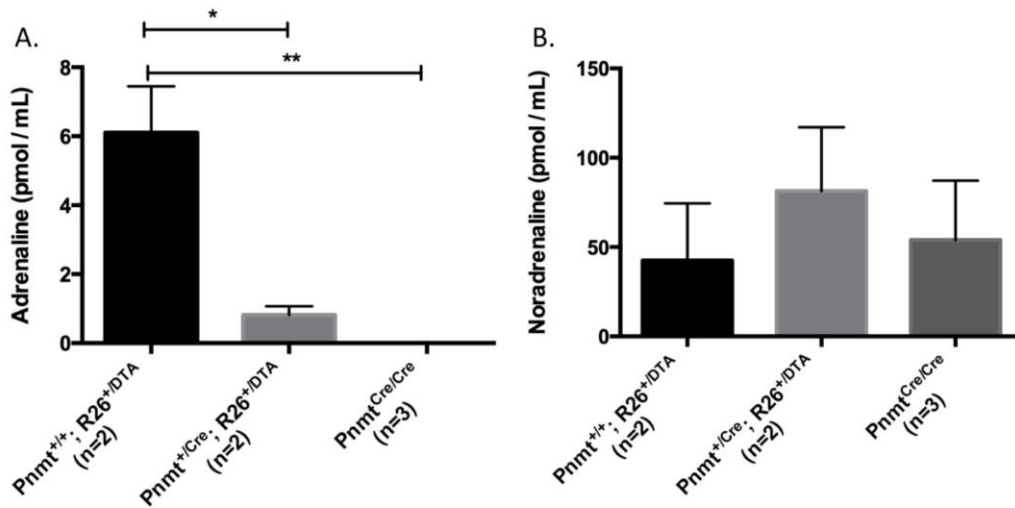 A.
*
**
Adrenaline (pmol / mL)
8
6
4
2
0
Pnmt+/+; R26+/DTA
(n=2)
Pnmt+/Cre; R26+/DTA
(n=2)
PnmtCre/Cre
(n=3)
B.
Noradrenaline (pmol / mL)
150
100
50
0
Pnmt+/+; R26+/DTA
(n=2)
Pnmt+/Cre; R26+/DTA
(n=2)
PnmtCre/Cre
(n=3)